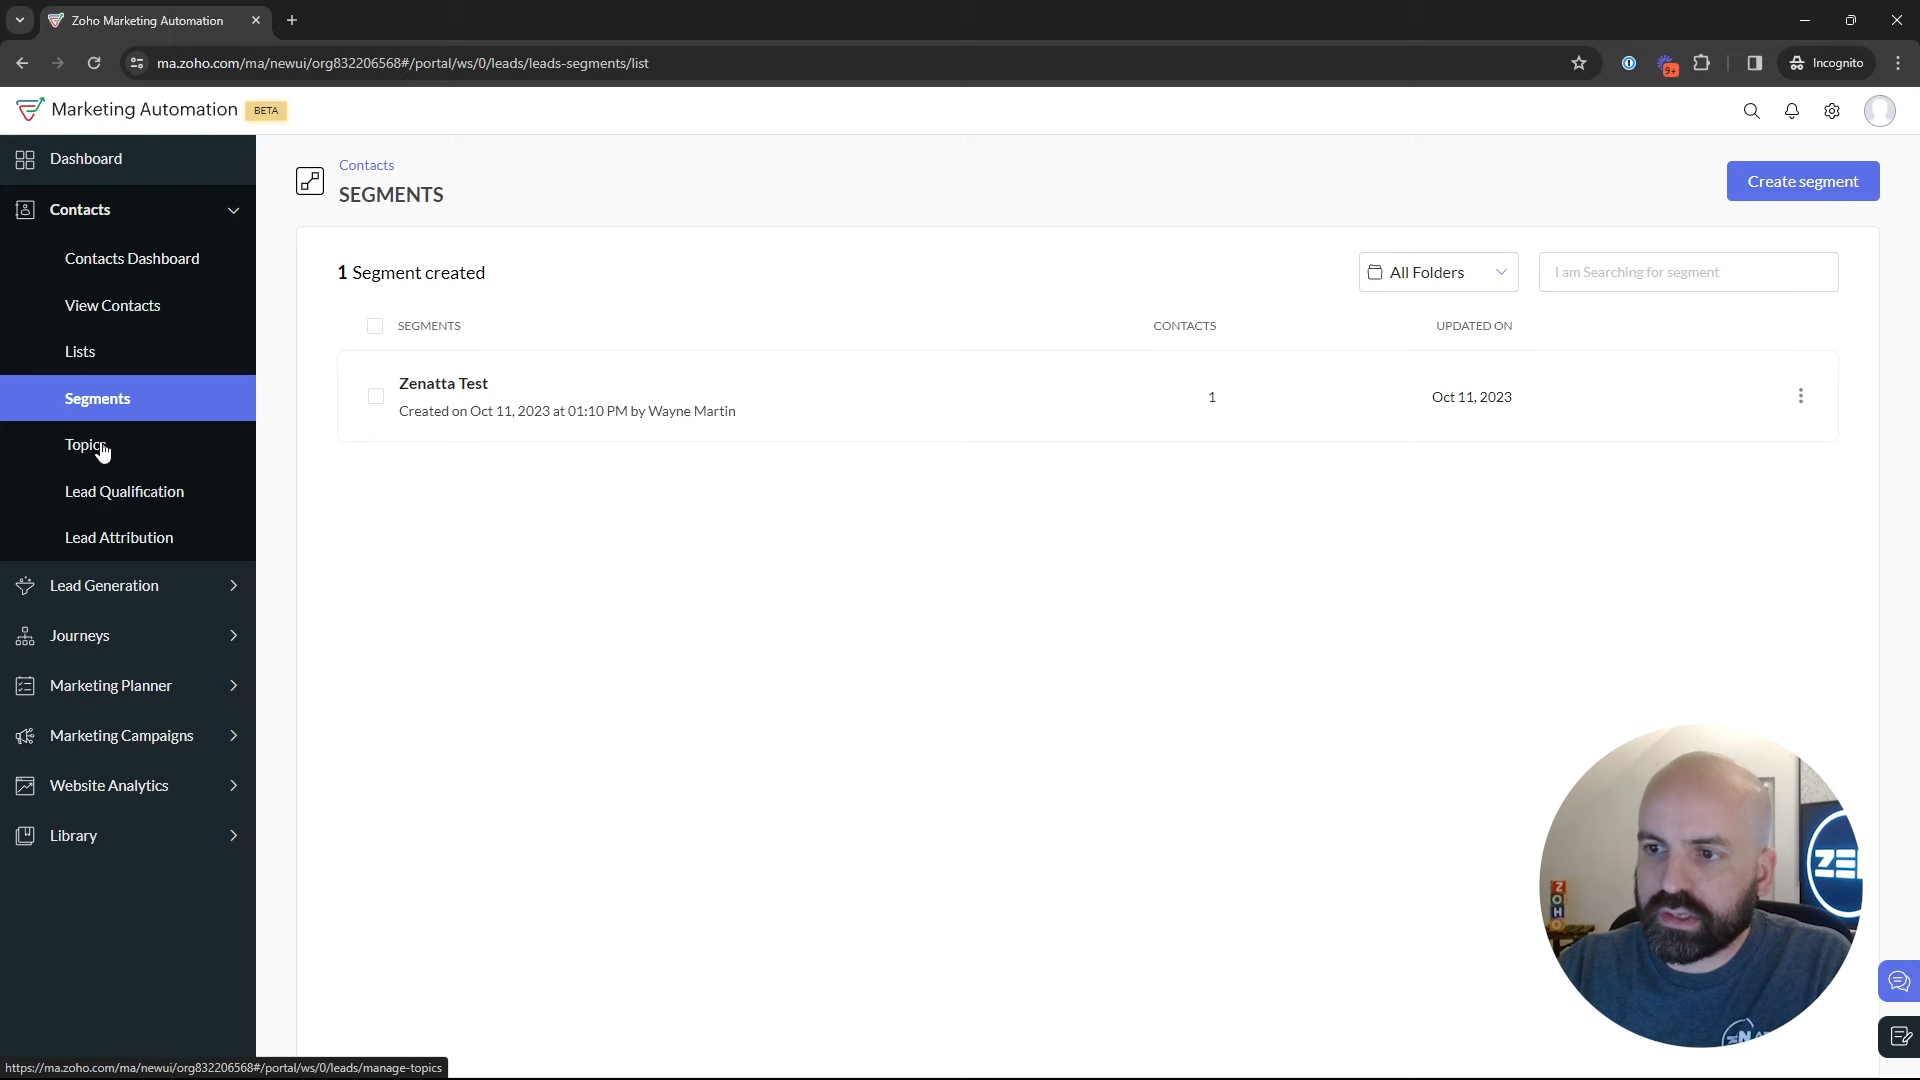 Zoho Marketing Automation
ma.zoho.com/ma/newui/org832206568#/portal/ws/0/leads/leads-segments/list
9+
Incognito
Marketing Automation BETA
Dashboard
Contacts
Contacts Dashboard
View Contacts
Lists
Segments
Lead Qualification
Lead Attribution
Lead Generation
Journeys
Marketing Planner
Marketing Campaigns
Website Analytics
Library
Contacts
SEGMENTS
Create segment
1 Segment created
All Folders
I am Searching for segment
SEGMENTS CONTACTS UPDATED ON
Zenatta Test
Created on Oct 11, 2023 at 01:10 PM by Wayne Martin
1
Oct 11, 2023
ZOHO
https://ma.zoho.com/ma/newui/org832206568#/portal/ws/0/leads/manage-topics